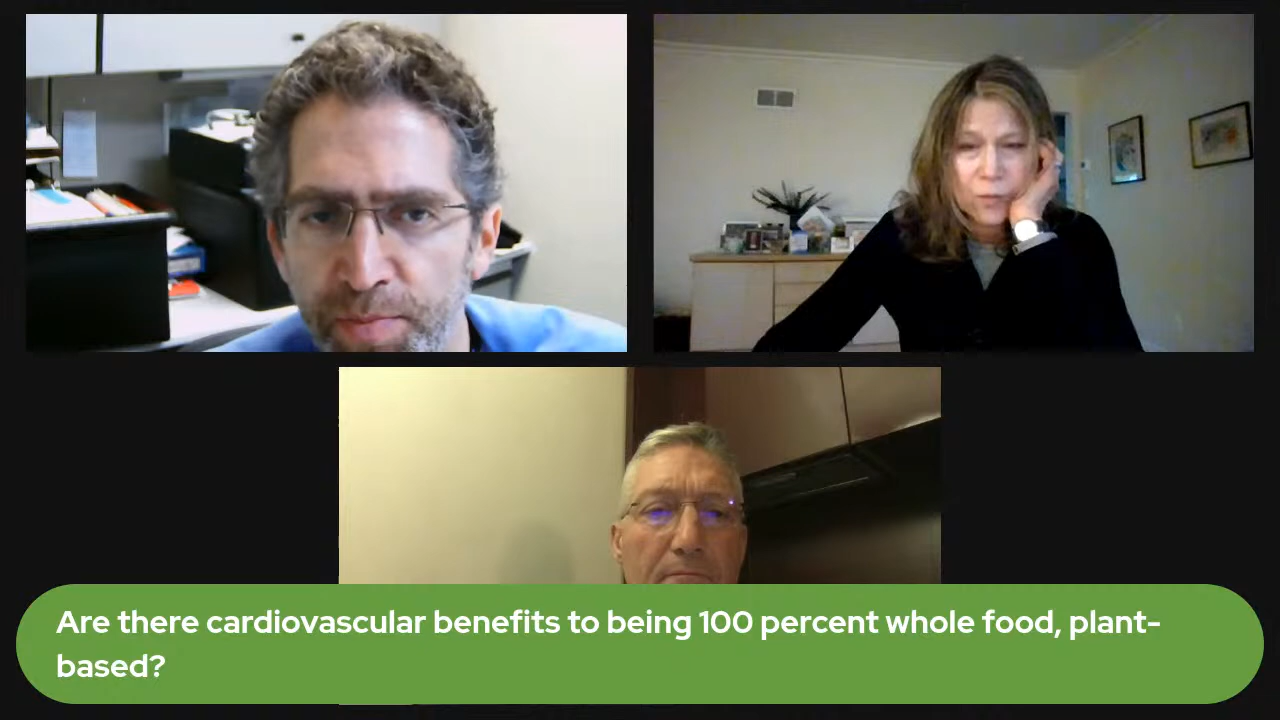 Are there cardiovascular benefits to being 100 percent whole food, plant-
based?